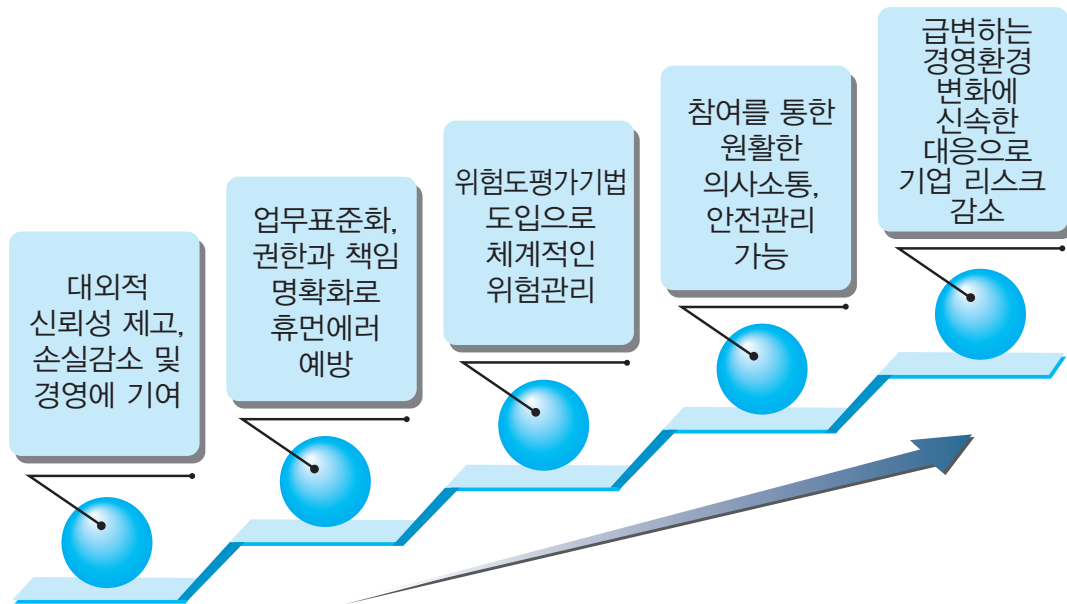 대외적
신뢰성 제고,
손실감소 및
경영에 기여
업무표준화,
권한과 책임
명확화로
휴먼에러
예방
위험도평가기법
도입으로
체계적인
위험관리
참여를 통한
원활한
의사소통,
안전관리
가능
급변하는
경영환경
변화에
신속한
대응으로
기업 리스크
감소